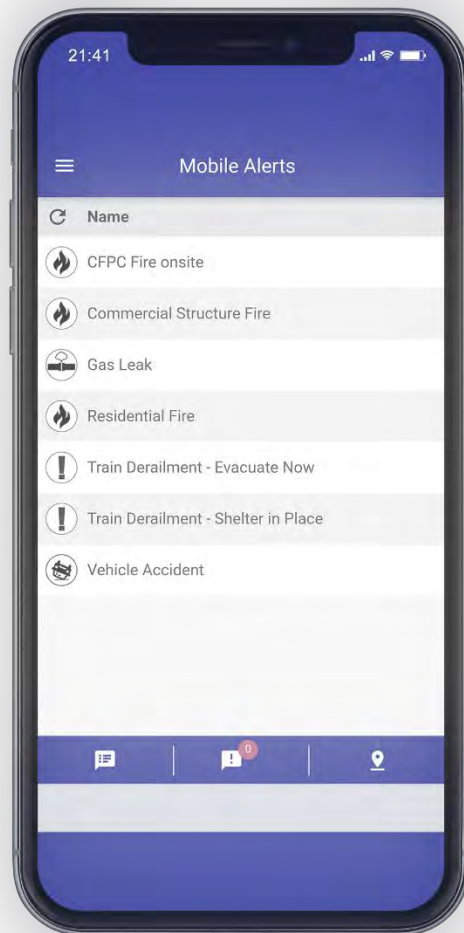 21:41
Mobile Alerts
Name
CFPC Fire onsite
Commercial Structure Fire
Gas Leak
Residential Fire
Train Derailment - Evacuate Now
Train Derailment - Shelter in Place
Vehicle Accident
0